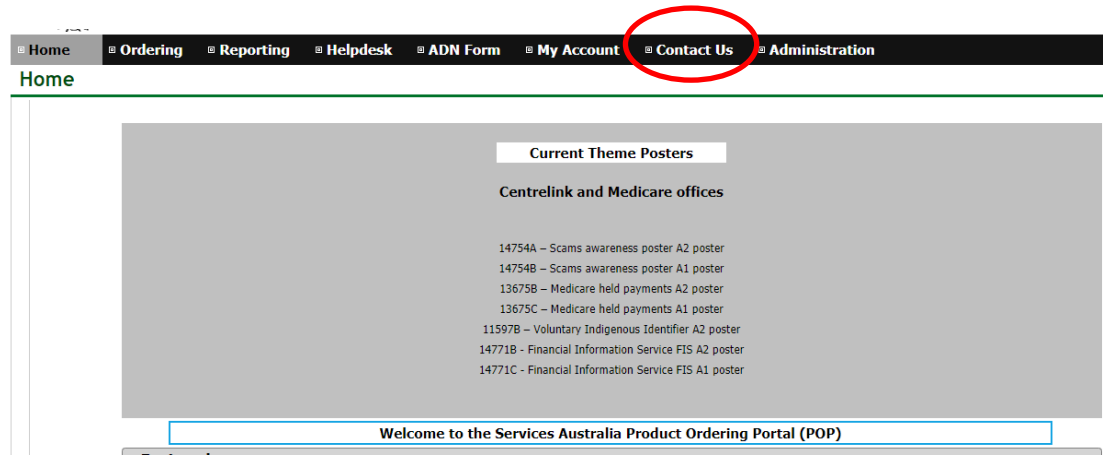 Home Ordering Reporting Helpdesk ADN Form My Account Contact Us Administration
Home
Current Theme Posters
Centrelink and Medicare offices
14754A – Scams awareness poster A2 poster
14754B – Scams awareness poster A1 poster
13675B – Medicare held payments A2 poster
13675C – Medicare held payments A1 poster
11597B – Voluntary Indigenous Identifier A2 poster
14771B - Financial Information Service FIS A2 poster
14771C - Financial Information Service FIS A1 poster
Welcome to the Services Australia Product Ordering Portal (POP)